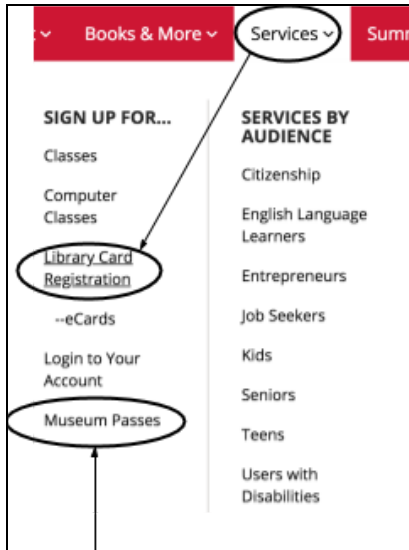 Books & More
Services
Summ
SIGN UP FOR...
Classes
Computer
Classes
Library Card
Registration
--eCards
Login to Your
Account
Museum Passes
SERVICES BY
AUDIENCE
Citizenship
English Language
Learners
Entrepreneurs
Job Seekers
Kids
Seniors
Teens
Users with
Disabilities